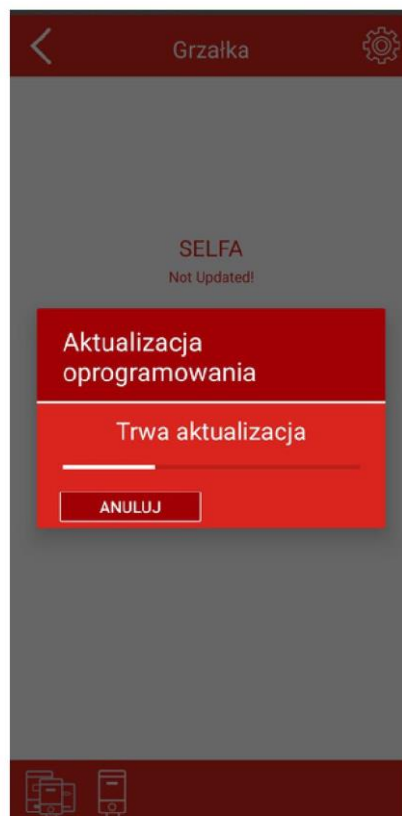 Grzałka
SELFA
Not Updated!
Aktualizacja
oprogramowania
Trwa aktualizacja
ANULUJ